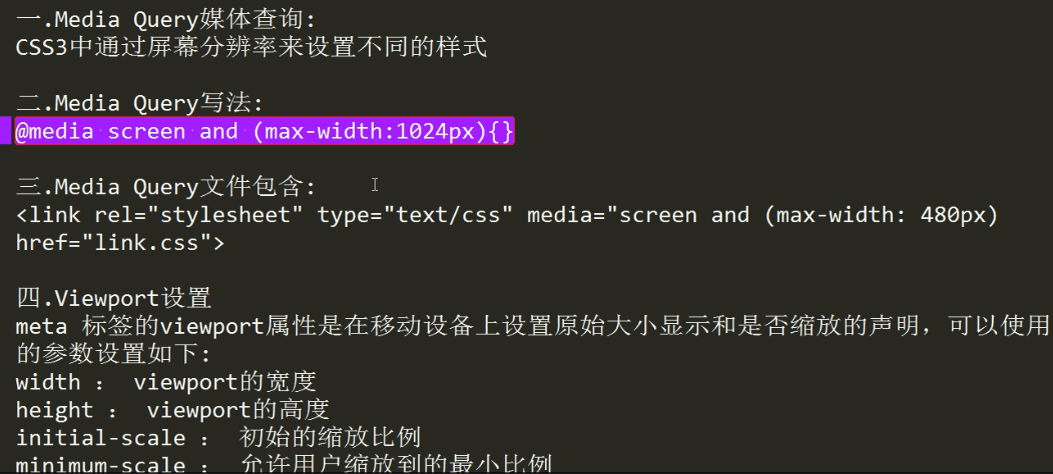 一.Media Query媒体查询:
CSS3中通过屏幕分辨率来设置不同的样式
二.Media Query写法:
@media screen and (max-width:1024px){}
三.Media Query文件包含:
<link rel="stylesheet" type="text/css" media="screen and (max-width: 480px)
href="link.css">
四.Viewport设置
meta 标签的viewport属性是在移动设备上设置原始大小显示和是否缩放的声明，可以使用
的参数设置如下:
width ： viewport的宽度
height ： viewport的高度
initial-scale ： 初始的缩放比例
minimum-scale ： 允许用户缩放到的最小比例